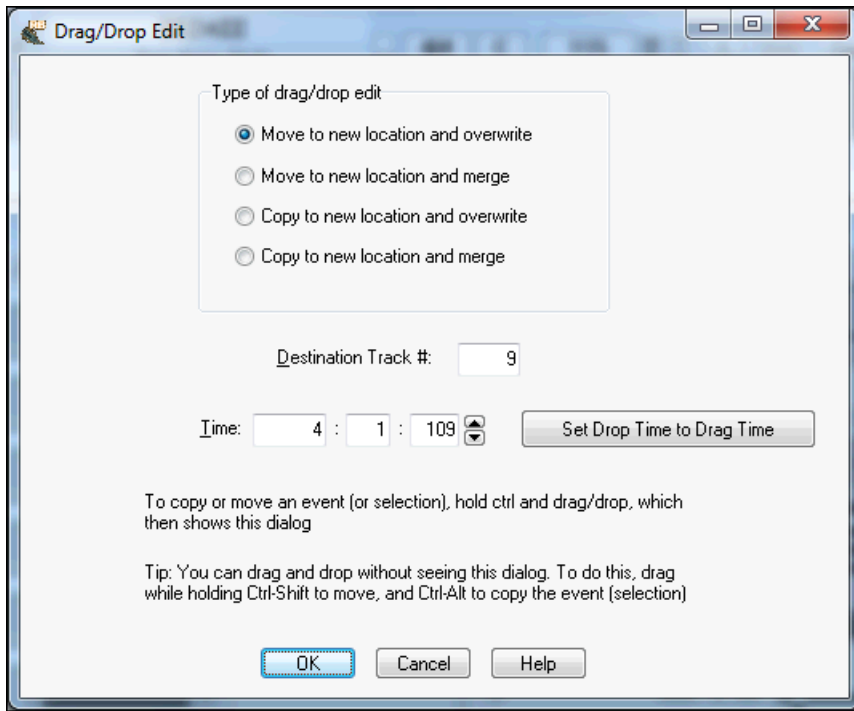 Drag/Drop Edit
Type of drag/drop edit
Move to new location and overwrite
Move to new location and merge
Copy to new location and overwrite
Copy to new location and merge
Destination Track #: 9
Time: 4 : 1 : 109 Set Drop Time to Drag Time
To copy or move an event (or selection), hold ctrl and drag/drop, which
then shows this dialog
Tip: You can drag and drop without seeing this dialog. To do this, drag
while holding Ctrl-Shift to move, and Ctrl-Alt to copy the event (selection)
OK Cancel Help